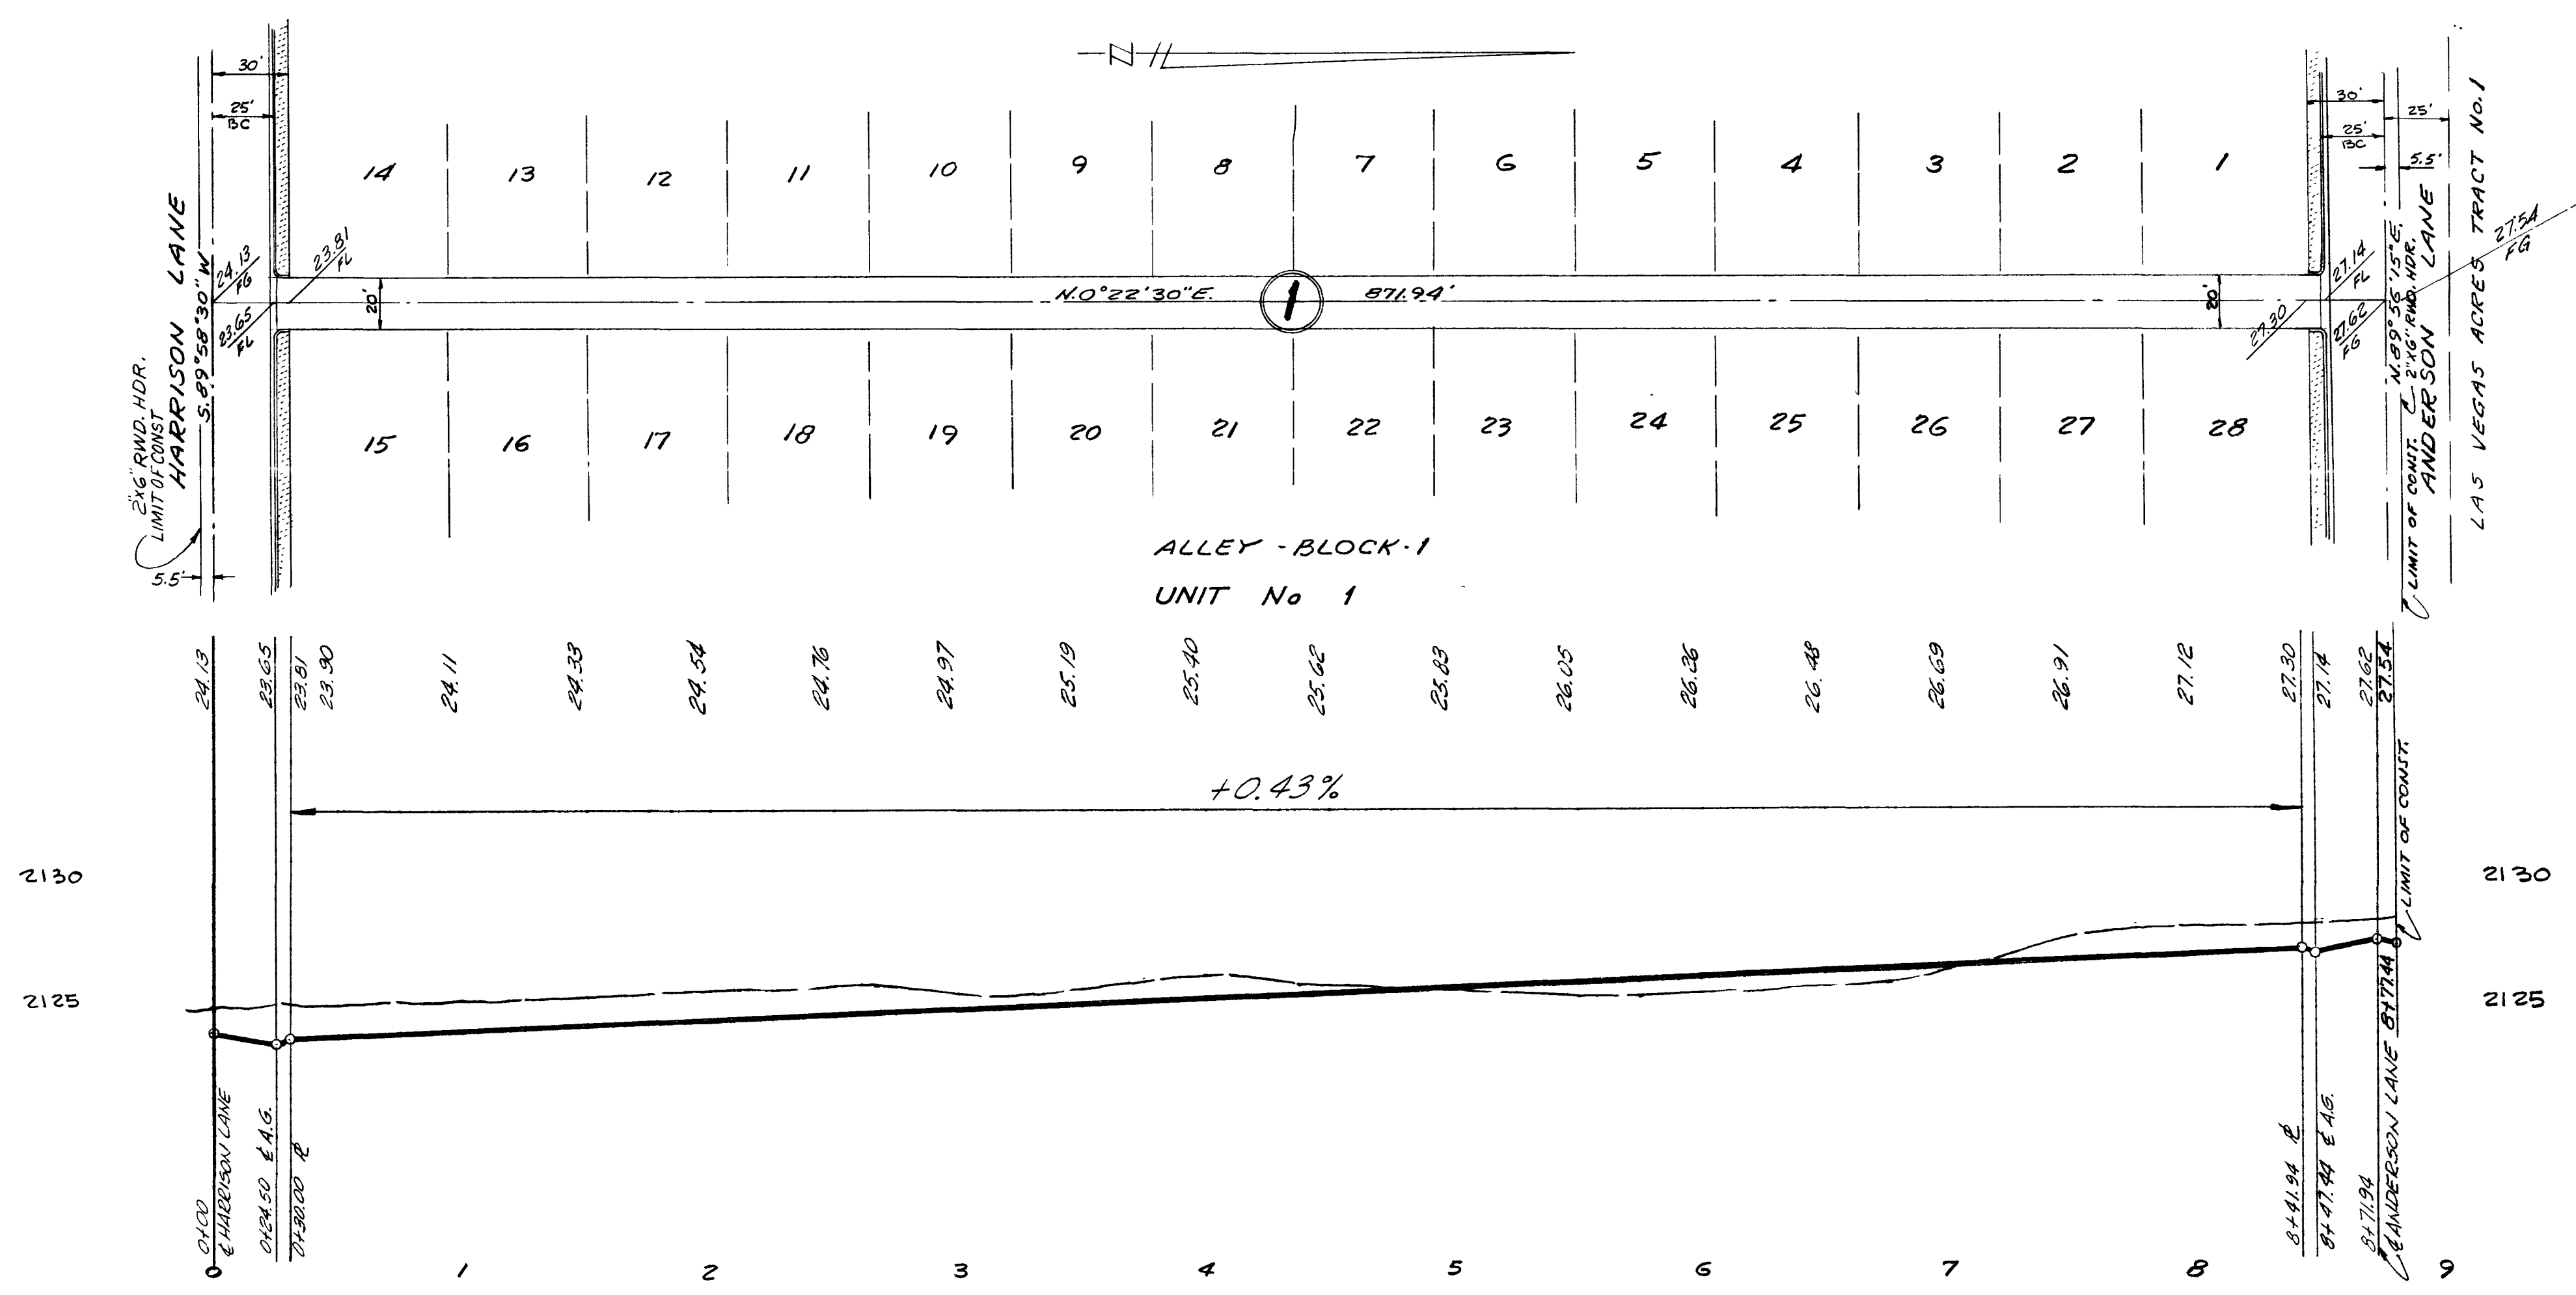 N
30'
25'
BC
14 13 12 11 10 9 8 7 6 5 4 3 2 1
30'
25'
BC
25'
5.5'
2"x6" RWD. HDR.
LIMIT OF CONST
HARRISON LANE
S.89°58'30"W
24.13
FG
23.81
FL
23.65
FL
20'
N.0°22'30"E.
1
871.94'
20'
27.14
FL
27.30
27.62
FG
27.54
FG
N.89°56'15"E.
2"x6" RWD. HDR.
LIMIT OF CONST.
ANDERSON LANE
LAS VEGAS ACRES TRACT No.1
15 16 17 18 19 20 21 22 23 24 25 26 27 28
5.5'
ALLEY - BLOCK - 1
UNIT No 1
24.13 23.65 23.81 23.90 24.11 24.33 24.54 24.76 24.97 25.19 25.40 25.62 25.83 26.05 26.26 26.48 26.69 26.91 27.12 27.30 27.14 27.62 27.54
+0.43%
LIMIT OF CONST.
2130 2130
2125 2125
0+00
℄ HARRISON LANE
0+24.50 ℄ A.G.
0+30.00 ⅊
8+41.94 ⅊
8+47.44 ℄ A.G.
8+71.94
℄ ANDERSON LANE
8+77.44
0 1 2 3 4 5 6 7 8 9